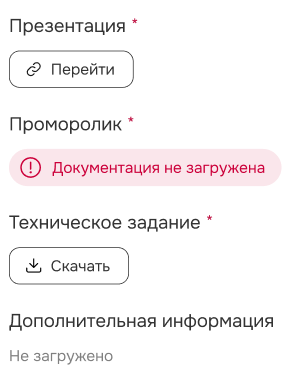 Презентация *
Перейти
Проморолик *
Документация не загружена
Техническое задание *
Скачать
Дополнительная информация
Не загружено